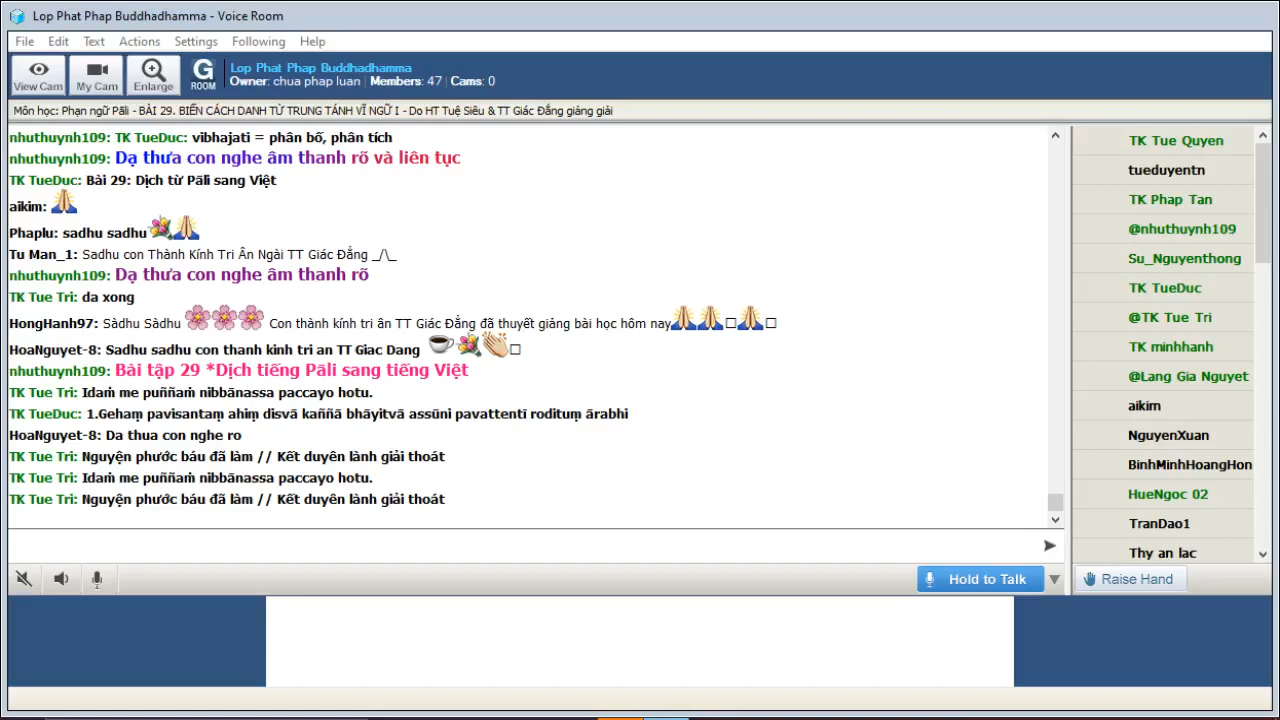 Lop Phat Phap Buddhadhamma - Voice Room
File Edit Text Actions Settings Following Help
View Cam My Cam Enlarge G ROOM
Lop Phat Phap Buddhadhamma
Owner: chua phap luan | Members: 47 | Cams: 0
Môn học: Phạn ngữ Pāli - BÀI 29. BIẾN CÁCH DANH TỪ TRUNG TÁNH VĨ NGỮ I - Do HT Tuệ Siêu & TT Giác Đẳng giảng giải
nhuthuynh109: TK TueDuc: vibhajati = phân bố, phân tích
nhuthuynh109: Dạ thưa con nghe âm thanh rõ và liên tục
TK TueDuc: Bài 29: Dịch từ Pāli sang Việt
aikim: 🙏
Phaplu: sadhu sadhu💐🙏
Tu Man_1: Sadhu con Thành Kính Tri Ân Ngài TT Giác Đẳng _/\_
nhuthuynh109: Dạ thưa con nghe âm thanh rõ
TK Tue Tri: da xong
HongHanh97: Sàdhu Sàdhu 🌸🌸🌸 Con thành kính tri ân TT Giác Đẳng đã thuyết giảng bài học hôm nay🙏🙏□🙏□
HoaNguyet-8: Sadhu sadhu con thanh kinh tri an TT Giac Dang ☕💐👏□
nhuthuynh109: Bài tập 29 *Dịch tiếng Pāli sang tiếng Việt
TK Tue Tri: Idaṁ me puññaṁ nibbānassa paccayo hotu.
TK TueDuc: 1.Gehaṃ pavisantaṃ ahiṃ disvā kaññā bhāyitvā assūni pavattentī rodituṃ ārabhi
HoaNguyet-8: Da thua con nghe ro
TK Tue Tri: Nguyện phước báu đã làm // Kết duyên lành giải thoát
TK Tue Tri: Idaṁ me puññaṁ nibbānassa paccayo hotu.
TK Tue Tri: Nguyện phước báu đã làm // Kết duyên lành giải thoát
Hold to Talk
TK Tue Quyen
tueduyentn
TK Phap Tan
@nhuthuynh109
Su_Nguyenthong
TK TueDuc
@TK Tue Tri
TK minhhanh
@Lang Gia Nguyet
aikim
NguyenXuan
BinhMinhHoangHon
HueNgoc 02
TranDao1
Thy an lac
Raise Hand